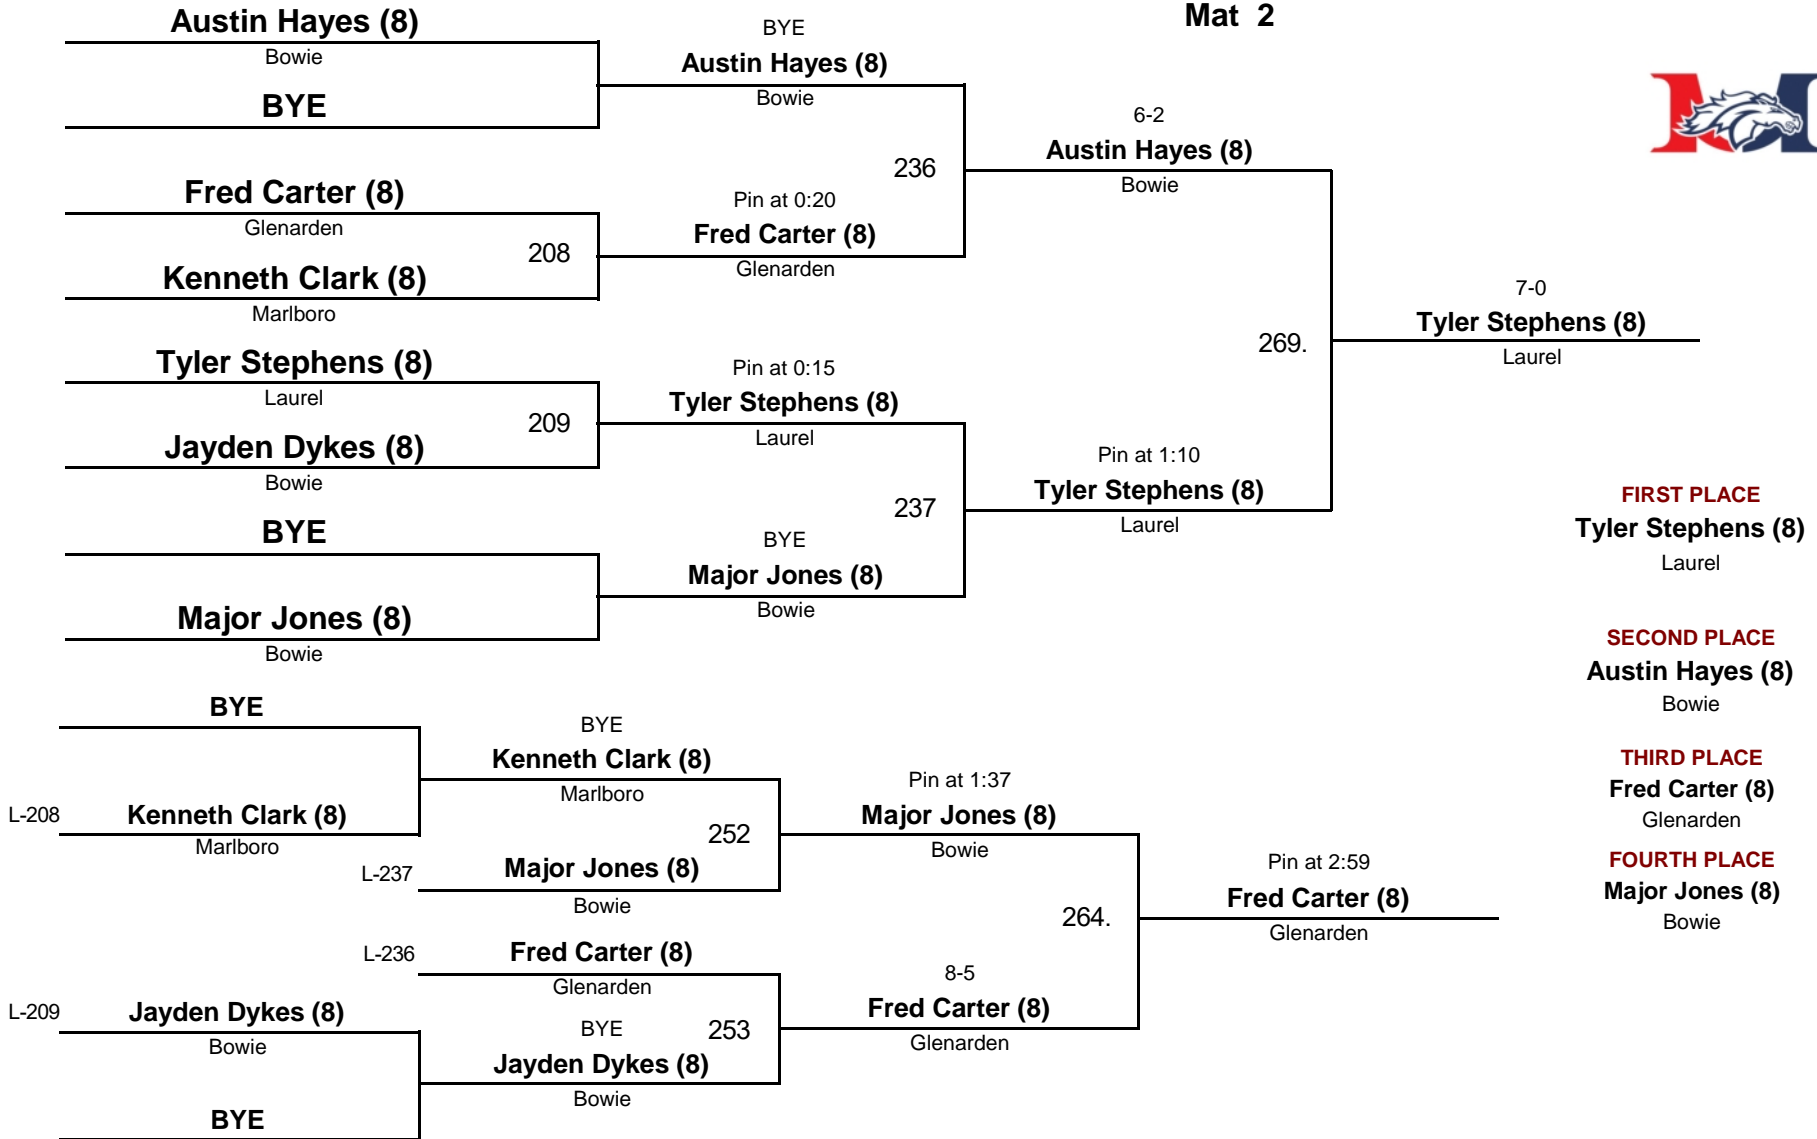 Mat 2
Austin Hayes (8)
Bowie
BYE
Fred Carter (8)
Glenarden
208
Kenneth Clark (8)
Marlboro
Tyler Stephens (8)
Laurel
209
Jayden Dykes (8)
Bowie
BYE
Major Jones (8)
Bowie
BYE
Austin Hayes (8)
Bowie
236
Pin at 0:20
Fred Carter (8)
Glenarden
Pin at 0:15
Tyler Stephens (8)
Laurel
237
BYE
Major Jones (8)
Bowie
6-2
Austin Hayes (8)
Bowie
269.
Pin at 1:10
Tyler Stephens (8)
Laurel
7-0
Tyler Stephens (8)
Laurel
BYE
L-208
Kenneth Clark (8)
Marlboro
L-209
Jayden Dykes (8)
Bowie
BYE
BYE
Kenneth Clark (8)
Marlboro
252
L-237
Major Jones (8)
Bowie
L-236
Fred Carter (8)
Glenarden
BYE
253
Jayden Dykes (8)
Bowie
Pin at 1:37
Major Jones (8)
Bowie
264.
8-5
Fred Carter (8)
Glenarden
Pin at 2:59
Fred Carter (8)
Glenarden
FIRST PLACE
Tyler Stephens (8)
Laurel
SECOND PLACE
Austin Hayes (8)
Bowie
THIRD PLACE
Fred Carter (8)
Glenarden
FOURTH PLACE
Major Jones (8)
Bowie
M